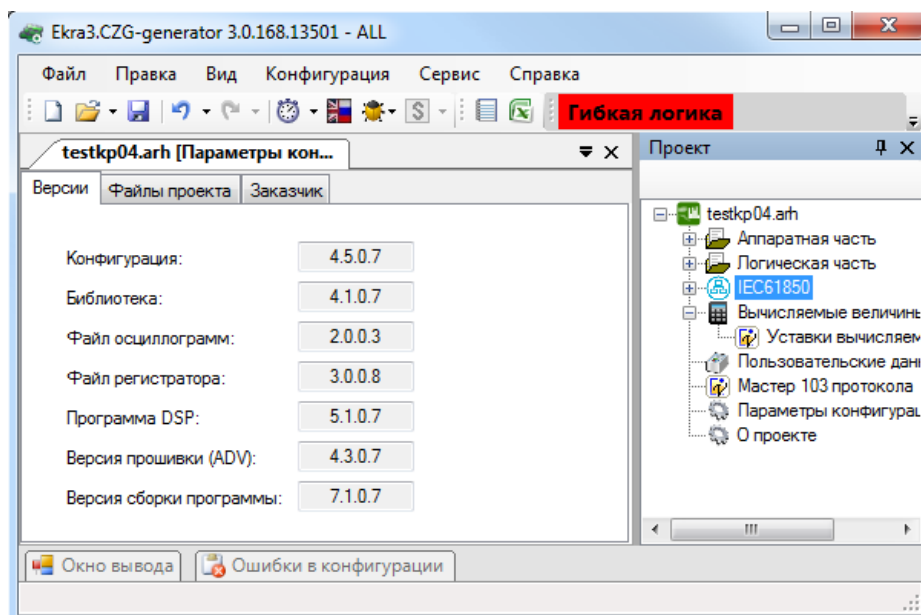 Ekra3.CZG-generator 3.0.168.13501 - ALL
Файл Правка Вид Конфигурация Сервис Справка
Гибкая логика
testkp04.arh [Параметры кон...
Проект
Версии Файлы проекта Заказчик
Конфигурация: 4.5.0.7
Библиотека: 4.1.0.7
Файл осциллограмм: 2.0.0.3
Файл регистратора: 3.0.0.8
Программа DSP: 5.1.0.7
Версия прошивки (ADV): 4.3.0.7
Версия сборки программы: 7.1.0.7
testkp04.arh
Аппаратная часть
Логическая часть
IEC61850
Вычисляемые величины
Уставки вычисляем
Пользовательские данн
Мастер 103 протокола
Параметры конфигурац
О проекте
Окно вывода Ошибки в конфигурации